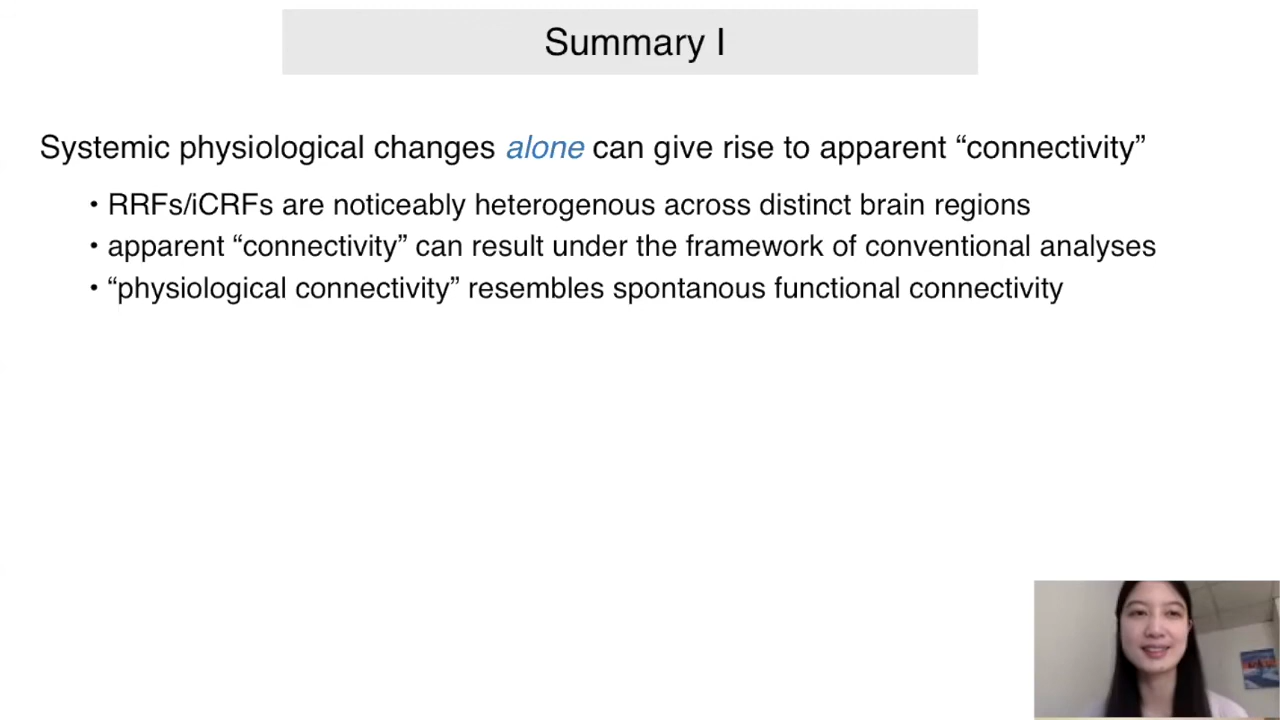 Summary I
Systemic physiological changes alone can give rise to apparent “connectivity”
• RRFs/iCRFs are noticeably heterogenous across distinct brain regions
• apparent “connectivity” can result under the framework of conventional analyses
• “physiological connectivity” resembles spontanous functional connectivity